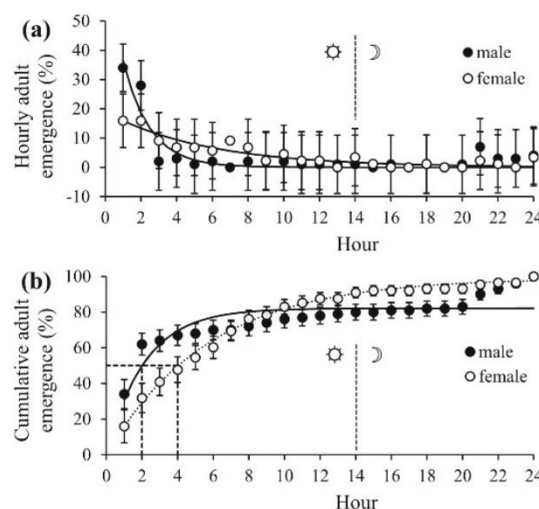 (a)
Hourly adult
emergence (%)
50
40
30
20
10
0
-10
male
female
0 2 4 6 8 10 12 14 16 18 20 22 24
Hour
(b)
Cumulative adult
emergence (%)
100
80
60
40
20
0
male
female
0 2 4 6 8 10 12 14 16 18 20 22 24
Hour